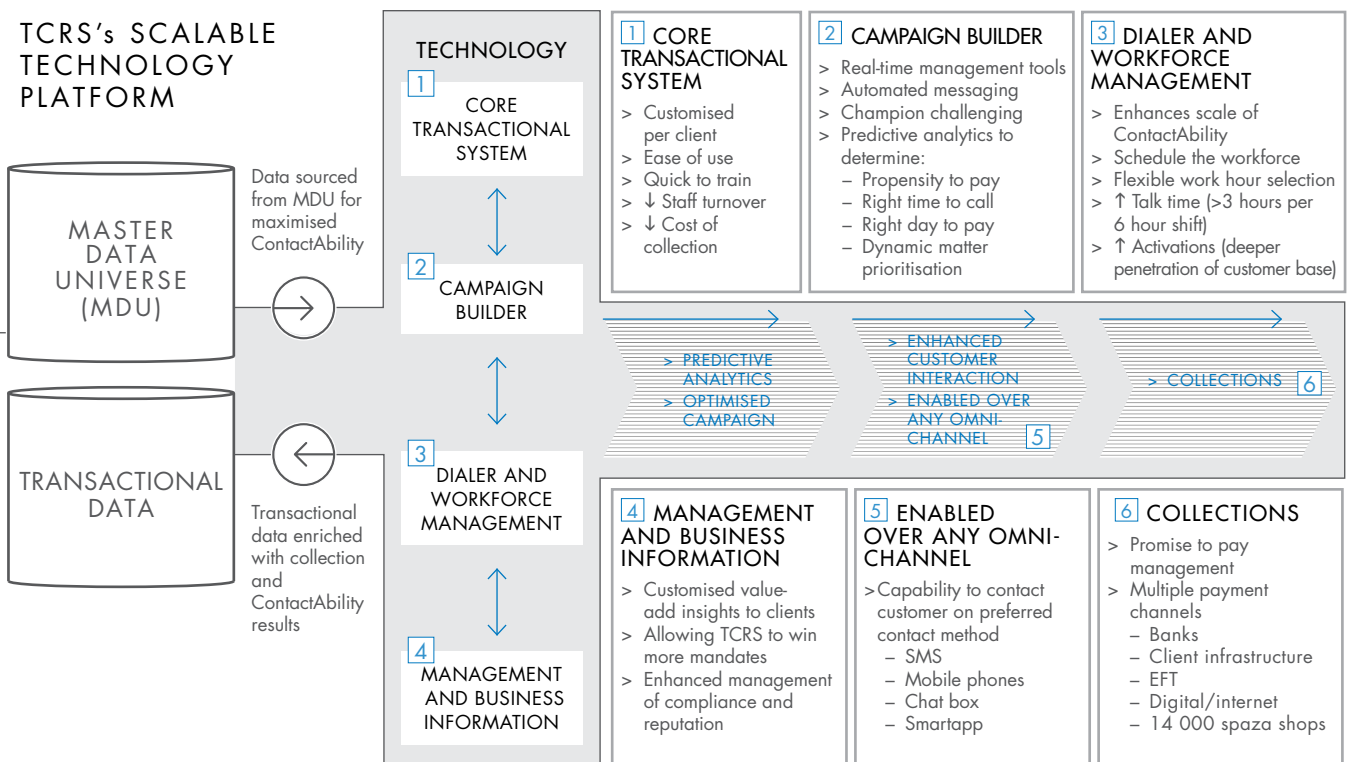 TCRS's SCALABLE
TECHNOLOGY
PLATFORM
MASTER
DATA
UNIVERSE
(MDU)
TRANSACTIONAL
DATA
Data sourced
from MDU for
maximised
ContactAbility
Transactional
data enriched
with collection
and
ContactAbility
results
TECHNOLOGY
1
CORE
TRANSACTIONAL
SYSTEM
2
CAMPAIGN
BUILDER
3
DIALER AND
WORKFORCE
MANAGEMENT
4
MANAGEMENT
AND BUSINESS
INFORMATION
1 CORE
TRANSACTIONAL
SYSTEM
> Customised
per client
> Ease of use
> Quick to train
> ↓ Staff turnover
> ↓ Cost of
collection
2 CAMPAIGN BUILDER
> Real-time management tools
> Automated messaging
> Champion challenging
> Predictive analytics to
determine:
– Propensity to pay
– Right time to call
– Right day to pay
– Dynamic matter
prioritisation
3 DIALER AND
WORKFORCE
MANAGEMENT
> Enhances scale of
ContactAbility
> Schedule the workforce
> Flexible work hour selection
> ↑ Talk time (>3 hours per
6 hour shift)
> ↑ Activations (deeper
penetration of customer base)
> PREDICTIVE
ANALYTICS
> OPTIMISED
CAMPAIGN
> ENHANCED
CUSTOMER
INTERACTION
> ENABLED OVER
ANY OMNI-
CHANNEL 5
> COLLECTIONS 6
4 MANAGEMENT
AND BUSINESS
INFORMATION
> Customised value-
add insights to clients
> Allowing TCRS to win
more mandates
> Enhanced management
of compliance and
reputation
5 ENABLED
OVER ANY OMNI-
CHANNEL
> Capability to contact
customer on preferred
contact method
– SMS
– Mobile phones
– Chat box
– Smartapp
6 COLLECTIONS
> Promise to pay
management
> Multiple payment
channels
– Banks
– Client infrastructure
– EFT
– Digital/internet
– 14 000 spaza shops